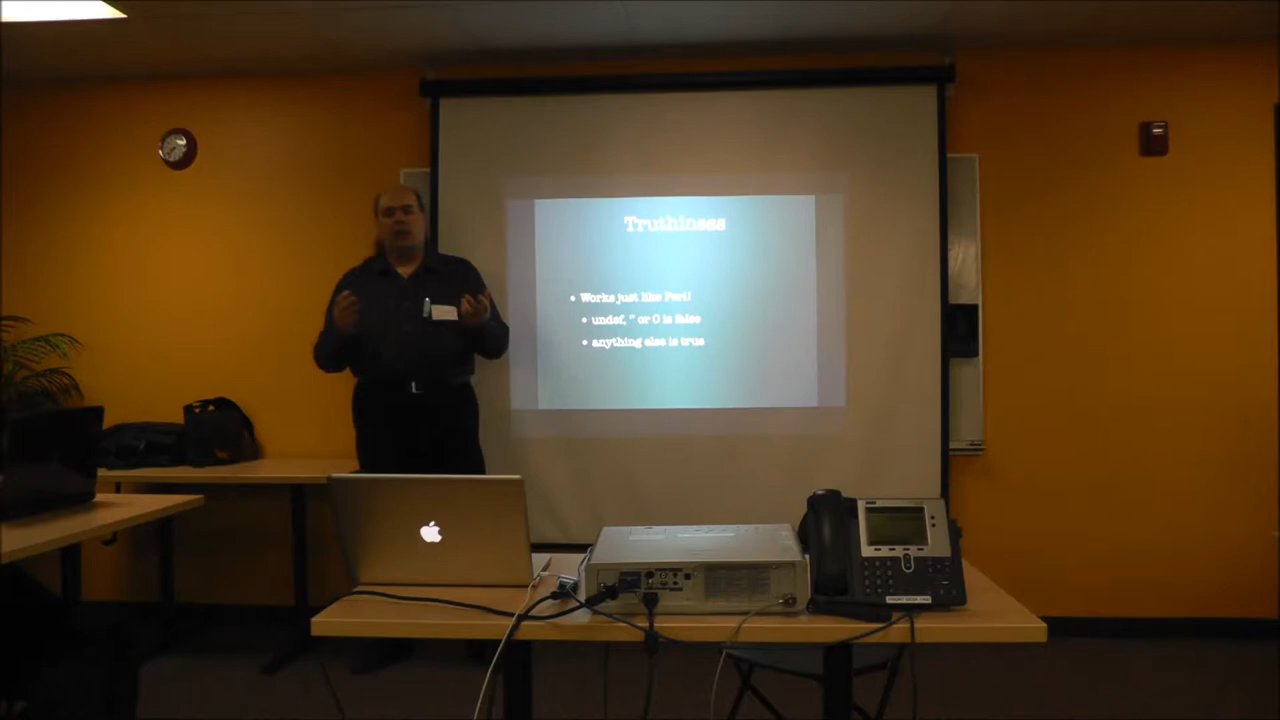 Truthiness
• Works just like Perl!
• undef, '' or 0 is false
• anything else is true